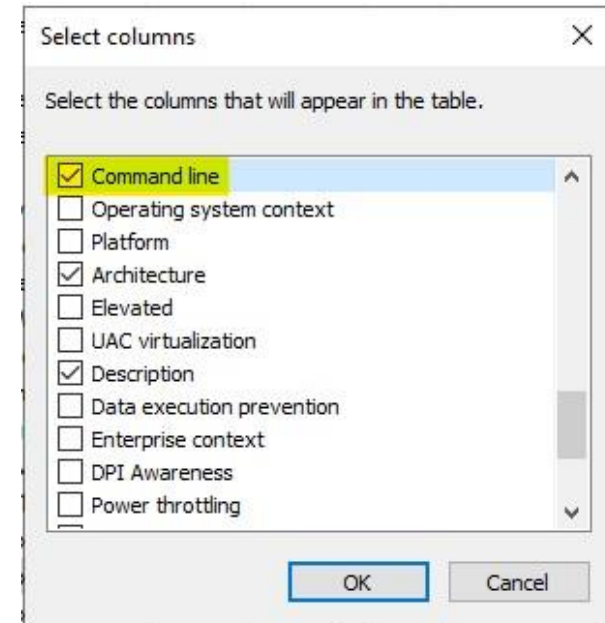 Select columns
Select the columns that will appear in the table.
Command line
Operating system context
Platform
Architecture
Elevated
UAC virtualization
Description
Data execution prevention
Enterprise context
DPI Awareness
Power throttling
OK Cancel